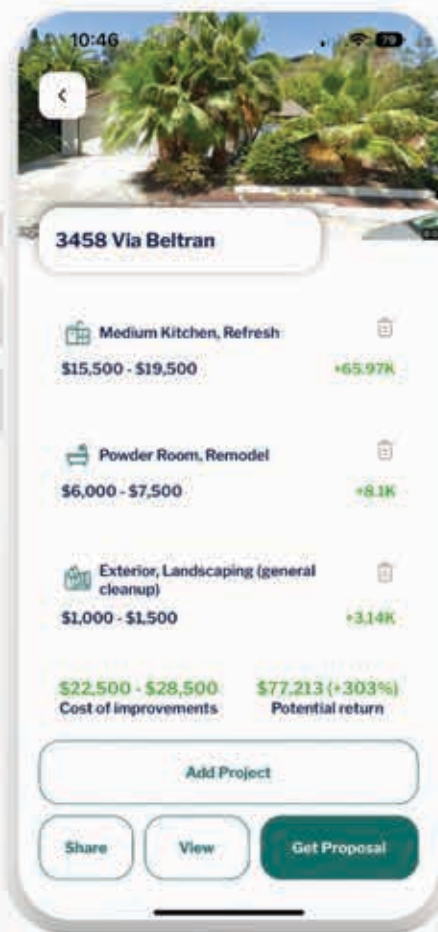 10:46
79
3458 Via Beltran
Medium Kitchen, Refresh
$15,500 - $19,500
+65.97K
Powder Room, Remodel
$6,000 - $7,500
+8.1K
Exterior, Landscaping (general
cleanup)
$1,000 - $1,500
+3.14K
$22,500 - $28,500
$77,213 (+303%)
Cost of improvements
Potential return
Add Project
Share
View
Get Proposal